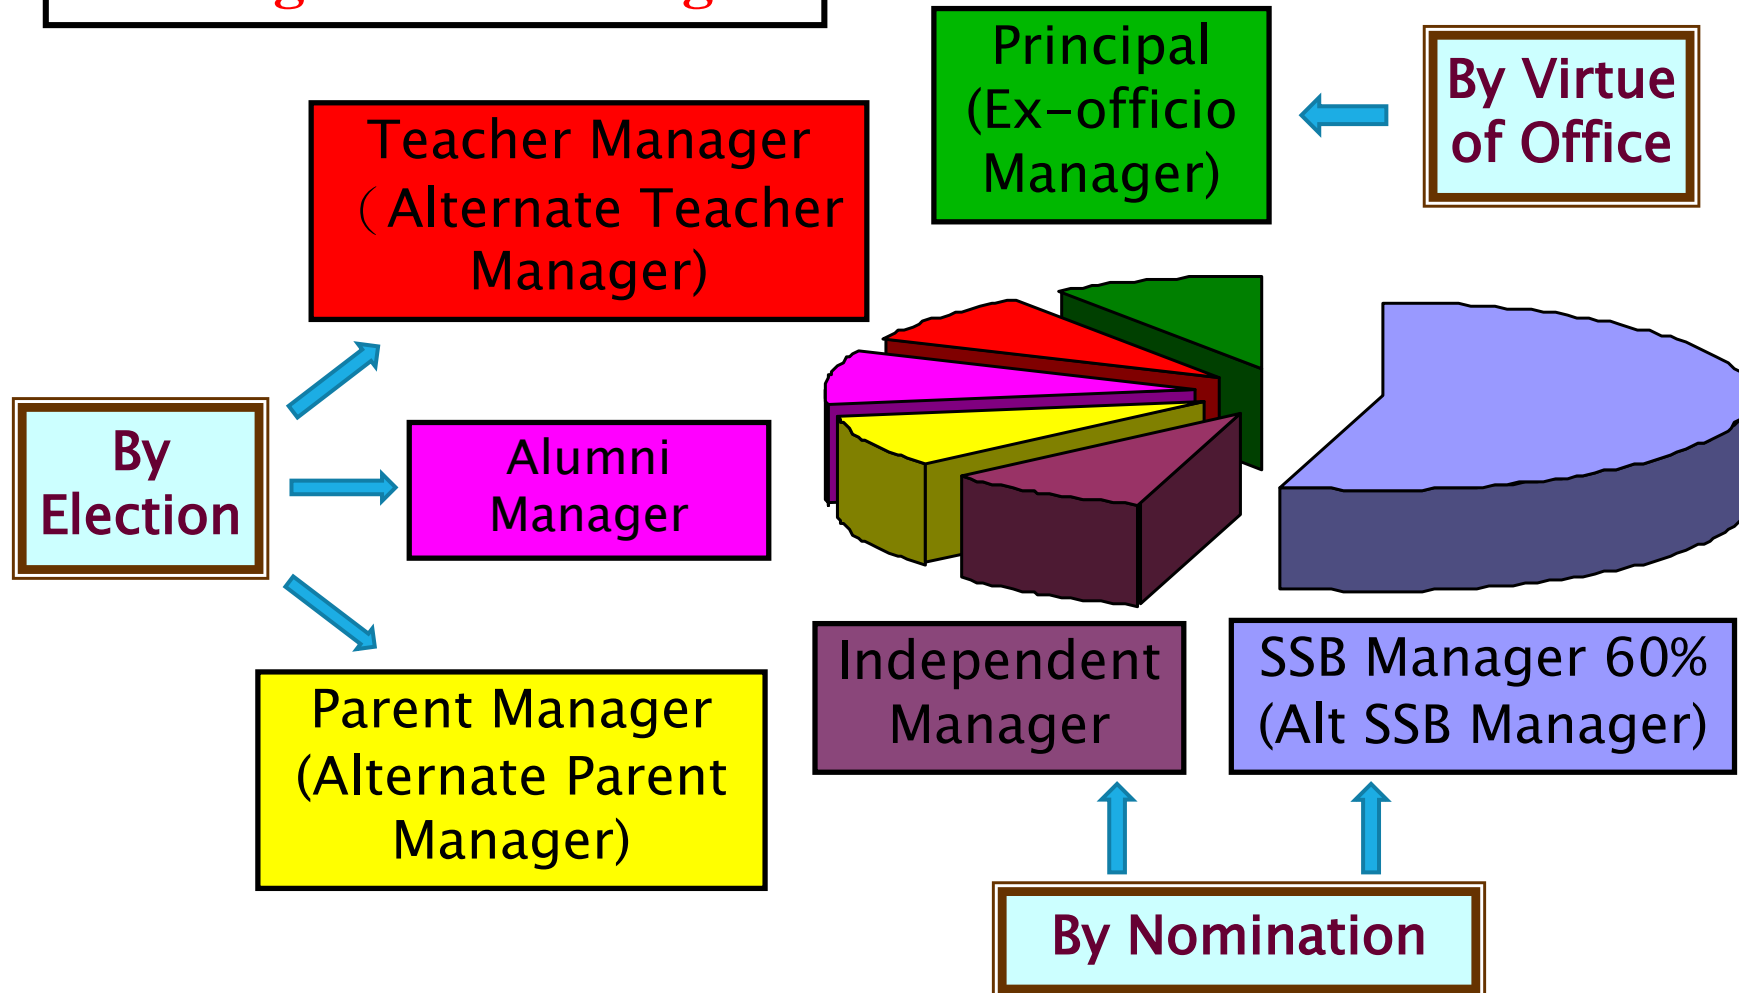 Principal
(Ex-officio
Manager)
By Virtue
of Office
Teacher Manager
（Alternate Teacher
Manager)
By
Election
Alumni
Manager
Parent Manager
(Alternate Parent
Manager)
Independent
Manager
SSB Manager 60%
(Alt SSB Manager)
By Nomination